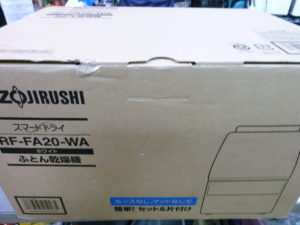 ZOJIRUSHI
スマートドライ
RF-FA20-WA
ホワイト
ふとん乾燥機
ホースなし、マットなしで
簡単！セット&片付け